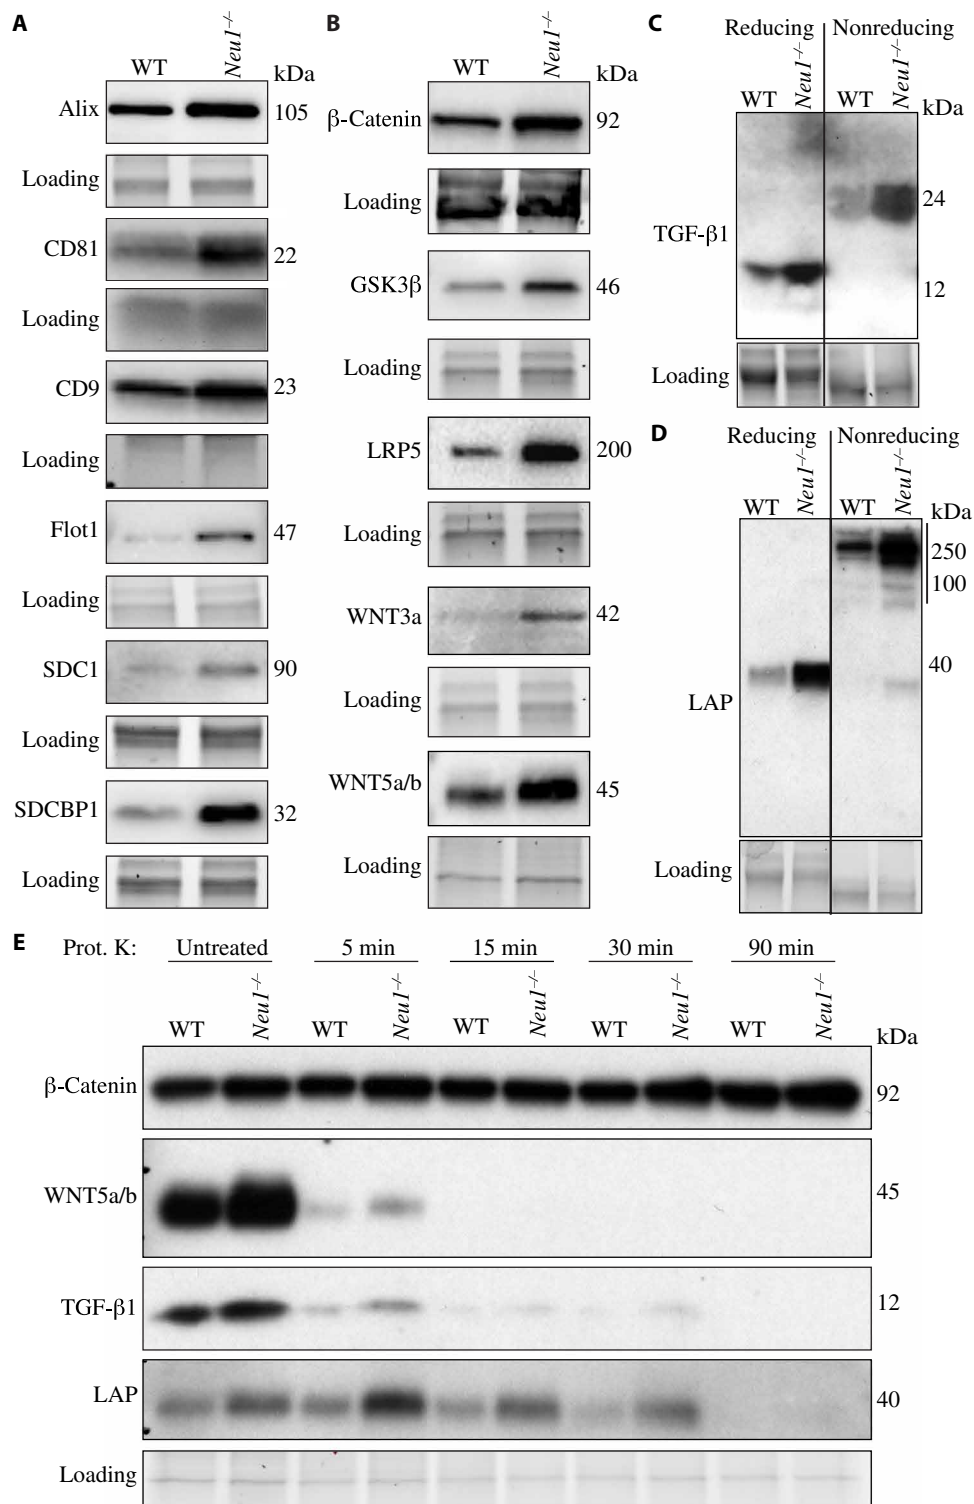 A
WT Neu1–/– kDa
Alix 105
Loading
CD81 22
Loading
CD9 23
Loading
Flot1 47
Loading
SDC1 90
Loading
SDCBP1 32
Loading
B
WT Neu1–/– kDa
β-Catenin 92
Loading
GSK3β 46
Loading
LRP5 200
Loading
WNT3a 42
Loading
WNT5a/b 45
Loading
C
Reducing Nonreducing
WT Neu1–/– WT Neu1–/– kDa
24
TGF-β1
12
Loading
D
Reducing Nonreducing
WT Neu1–/– WT Neu1–/– kDa
250
100
40
LAP
Loading
E
Prot. K: Untreated 5 min 15 min 30 min 90 min
WT Neu1–/– WT Neu1–/– WT Neu1–/– WT Neu1–/– WT Neu1–/– kDa
β-Catenin 92
WNT5a/b 45
TGF-β1 12
LAP 40
Loading